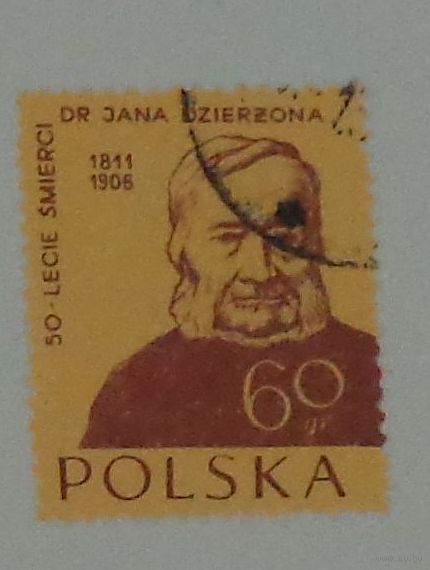 DR JANA DZIERŻONA
50-LECIE ŚMIERCI
1811
1906
60
gr
POLSKA